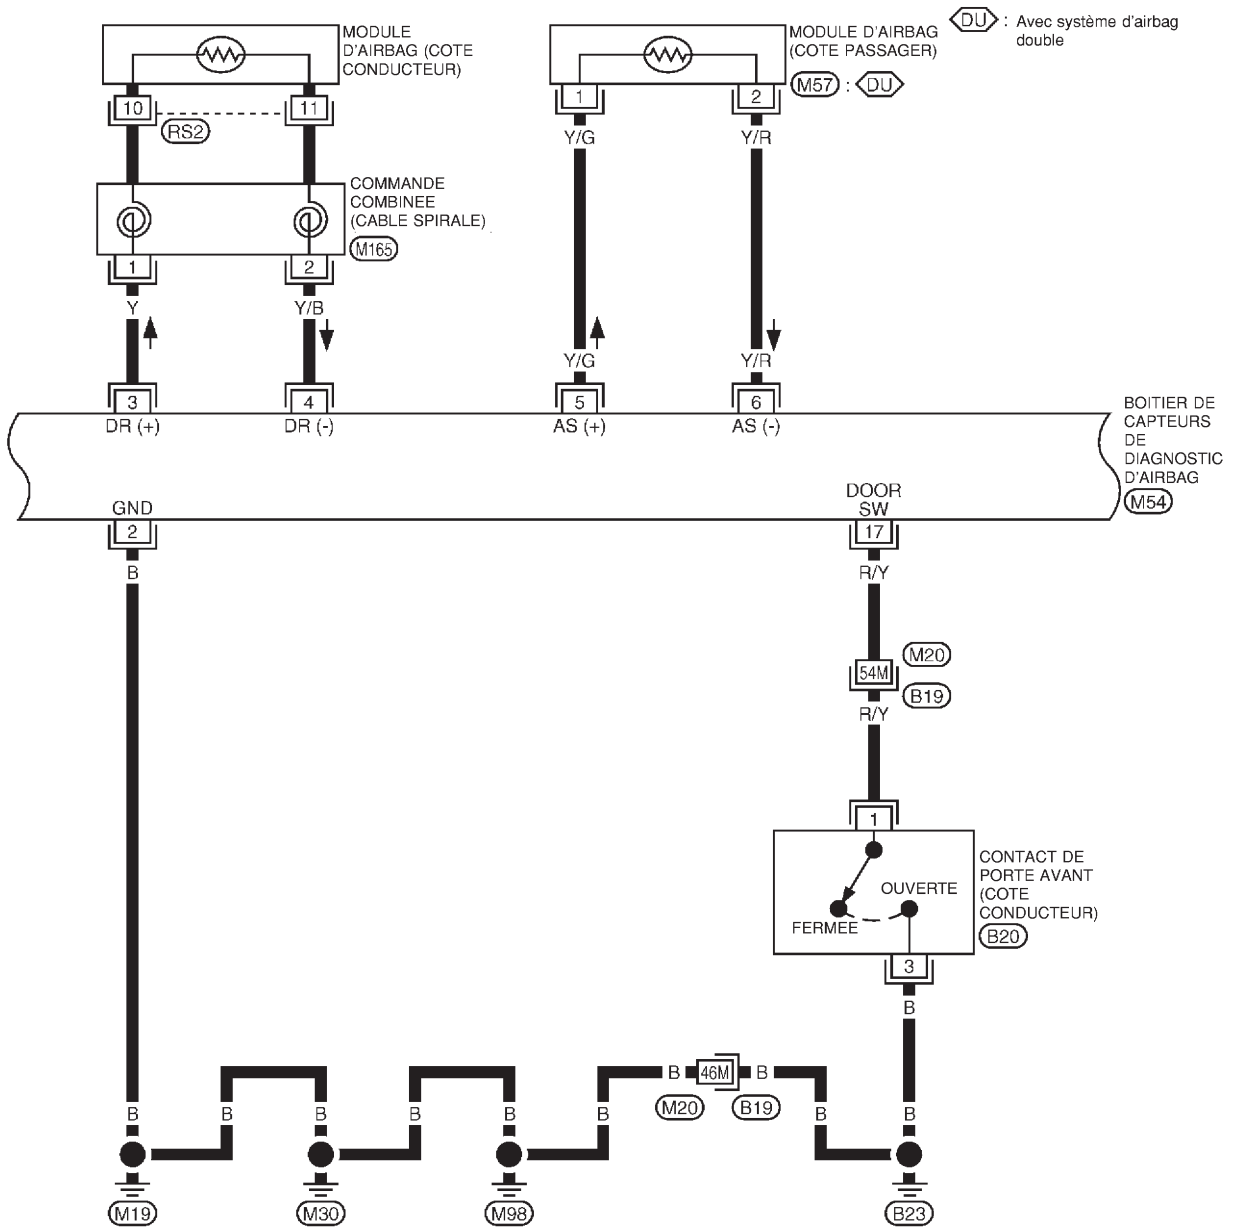 MODULE
D'AIRBAG (COTE
CONDUCTEUR)
MODULE D'AIRBAG
(COTE PASSAGER)
M57 : DU
DU : Avec système d'airbag
double
10
11
RS2
1
2
Y/G
Y/R
COMMANDE
COMBINEE
(CABLE SPIRALE)
M165
1
2
Y
Y/B
Y/G
Y/R
3
4
5
6
DR (+)
DR (-)
AS (+)
AS (-)
BOITIER DE
CAPTEURS
DE
DIAGNOSTIC
D'AIRBAG
M54
GND
DOOR
SW
2
17
B
R/Y
54M
M20
B19
R/Y
1
CONTACT DE
PORTE AVANT
(COTE
CONDUCTEUR)
B20
OUVERTE
FERMEE
3
B
B
46M
B
M20
B19
B
B
B
B
B
B
B
B
M19
M30
M98
B23